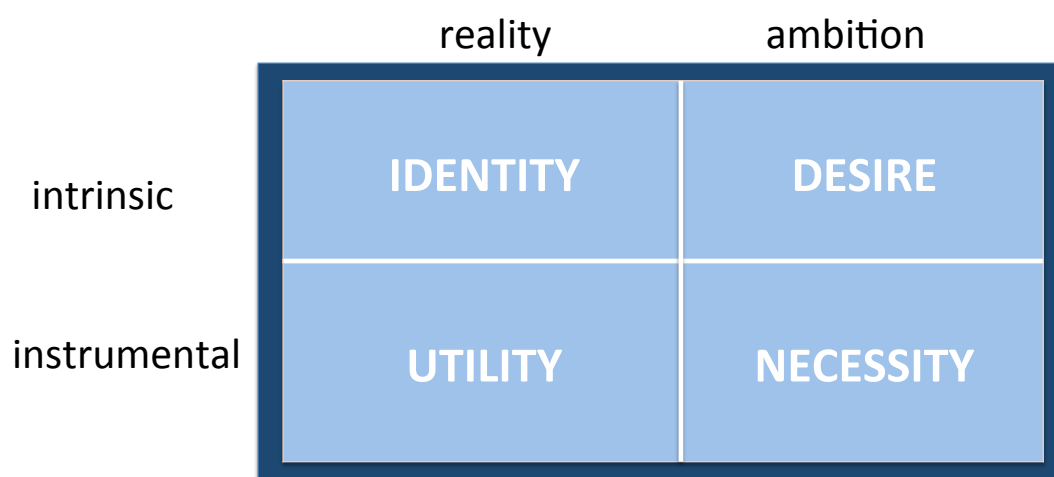 reality ambition
intrinsic IDENTITY DESIRE
instrumental UTILITY NECESSITY